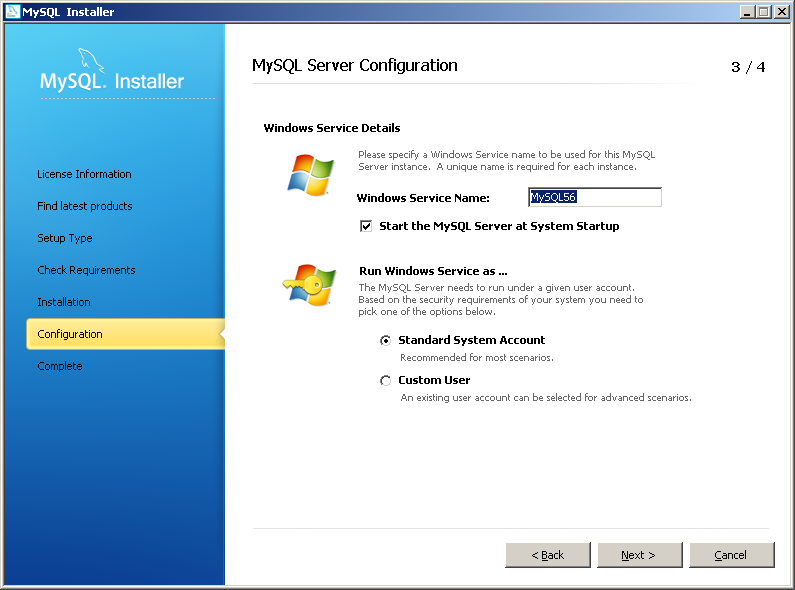 MySQL Installer
MySQL Installer
License Information
Find latest products
Setup Type
Check Requirements
Installation
Configuration
Complete
MySQL Server Configuration
3 / 4
Windows Service Details
Please specify a Windows Service name to be used for this MySQL
Server instance. A unique name is required for each instance.
Windows Service Name:
MySQL56
Start the MySQL Server at System Startup
Run Windows Service as ...
The MySQL Server needs to run under a given user account.
Based on the security requirements of your system you need to
pick one of the options below.
Standard System Account
Recommended for most scenarios.
Custom User
An existing user account can be selected for advanced scenarios.
< Back
Next >
Cancel